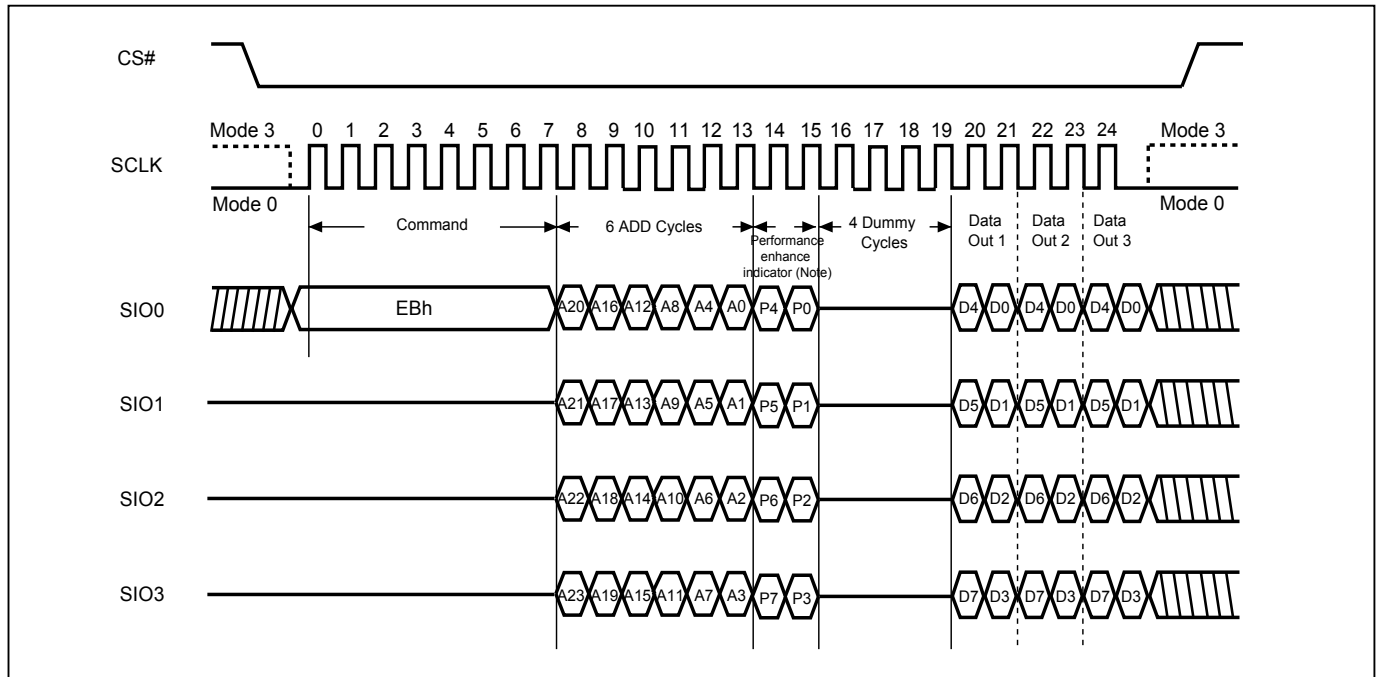 CS#
Mode 3 0 1 2 3 4 5 6 7 8 9 10 11 12 13 14 15 16 17 18 19 20 21 22 23 24 Mode 3
SCLK
Mode 0 Mode 0
Command 6 ADD Cycles Performance enhance indicator (Note) 4 Dummy Cycles Data Out 1 Data Out 2 Data Out 3
SIO0 EBh A20 A16 A12 A8 A4 A0 P4 P0 D4 D0 D4 D0 D4 D0
SIO1 A21 A17 A13 A9 A5 A1 P5 P1 D5 D1 D5 D1 D5 D1
SIO2 A22 A18 A14 A10 A6 A2 P6 P2 D6 D2 D6 D2 D6 D2
SIO3 A23 A19 A15 A11 A7 A3 P7 P3 D7 D3 D7 D3 D7 D3